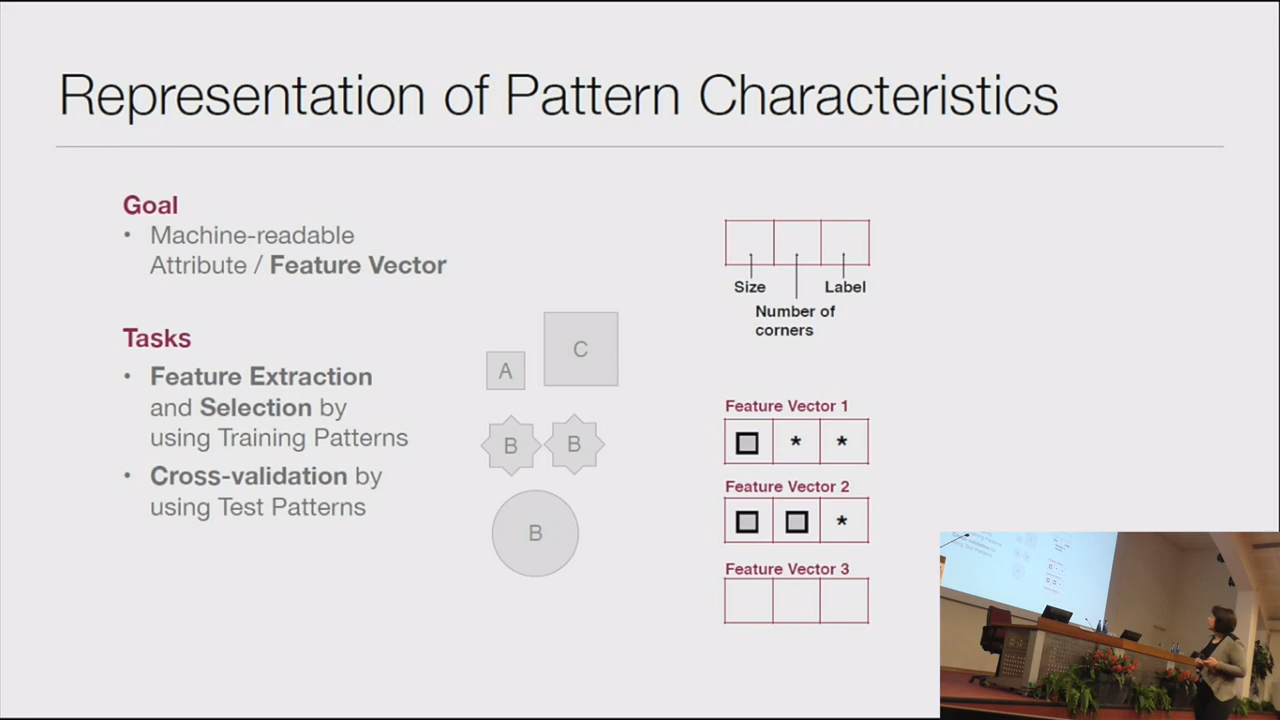 Representation of Pattern Characteristics
Goal
• Machine-readable
Attribute / Feature Vector
Tasks
• Feature Extraction
and Selection by
using Training Patterns
• Cross-validation by
using Test Patterns
A
C
B
B
B
Size
Label
Number of
corners
Feature Vector 1
* *
Feature Vector 2
*
Feature Vector 3